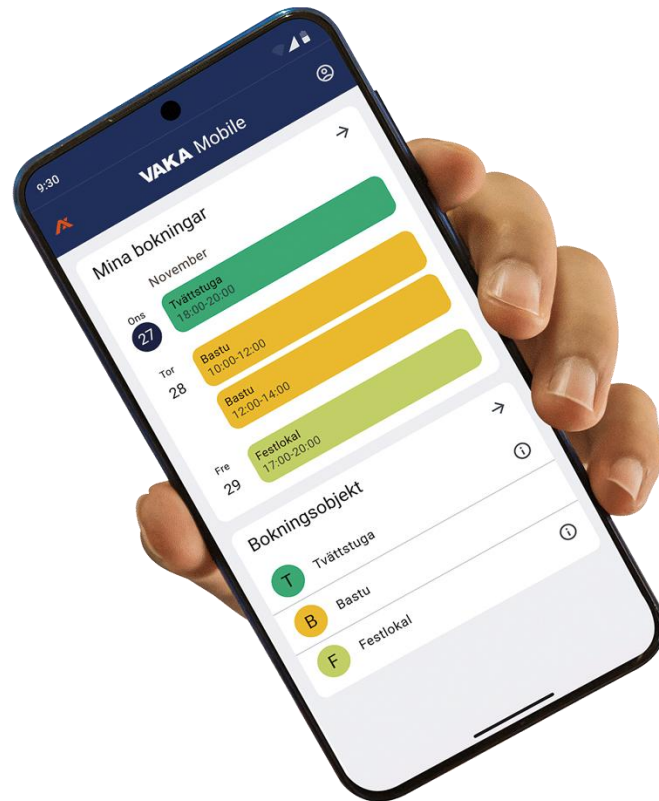 9:30
VAKA Mobile
Mina bokningar
November
Ons
27
Tvättstuga
18:00-20:00
Tor
28
Bastu
10:00-12:00
Bastu
12:00-14:00
Fre
29
Festlokal
17:00-20:00
Bokningsobjekt
T Tvättstuga
B Bastu
F Festlokal